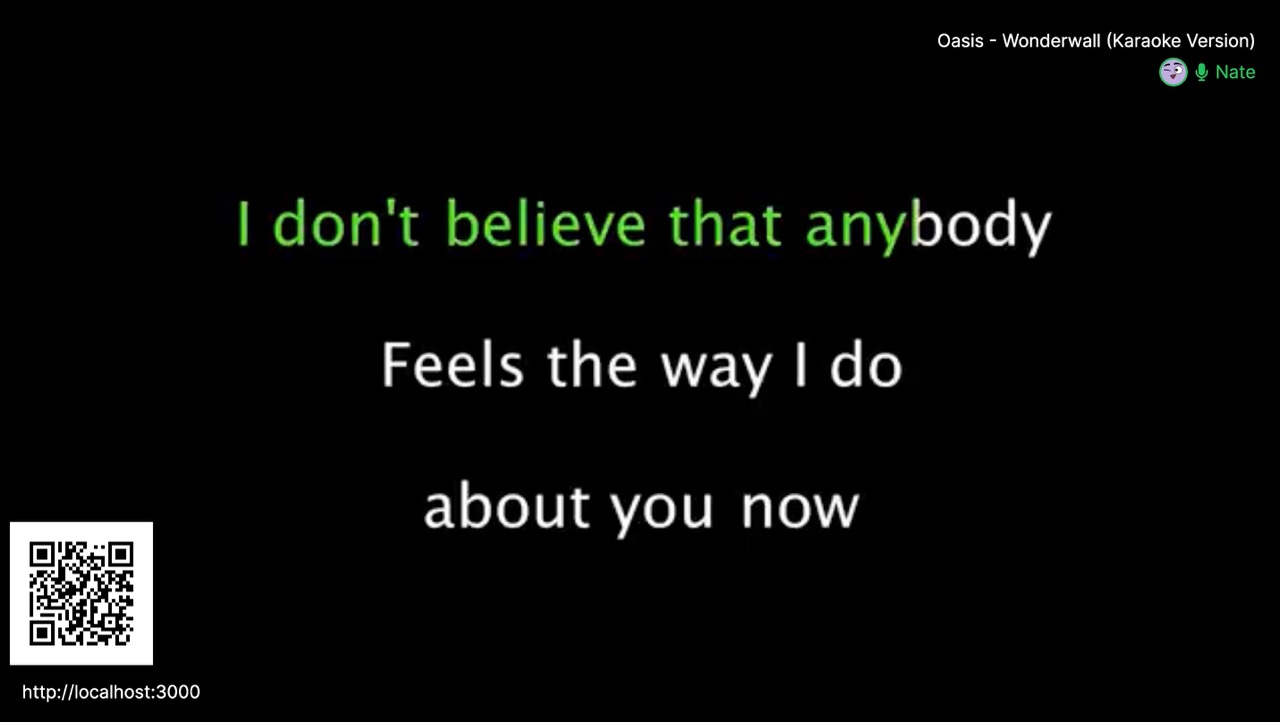 Oasis - Wonderwall (Karaoke Version)
Nate
I don't believe that anybody
Feels the way I do
about you now
http://localhost:3000